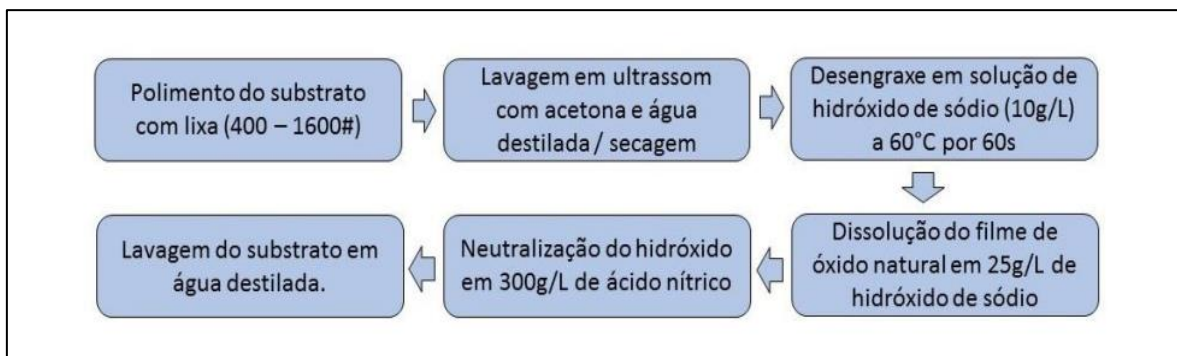 Polimento do substrato
com lixa (400 – 1600#)
Lavagem em ultrassom
com acetona e água
destilada / secagem
Desengraxe em solução de
hidróxido de sódio (10g/L)
a 60°C por 60s
Dissolução do filme de
óxido natural em 25g/L de
hidróxido de sódio
Neutralização do hidróxido
em 300g/L de ácido nítrico
Lavagem do substrato em
água destilada.